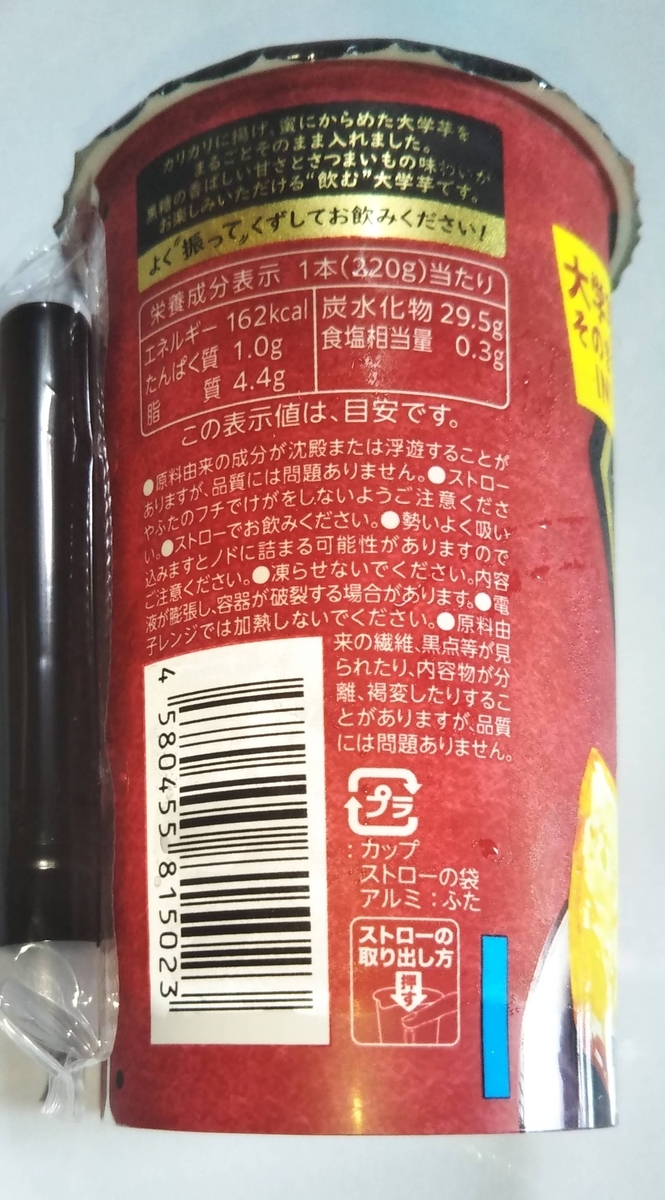 カリカリに揚げ、蜜にからめた大学芋を
まるごとそのまま入れました。
黒糖の香ばしい甘さとさつまいもの味わいが
お楽しみいただける“飲む”大学芋です。
よく“振って”くずしてお飲みください!
栄養成分表示 1本(220g)当たり
エネルギー 162kcal
たんぱく質 1.0g
脂質 4.4g
炭水化物 29.5g
食塩相当量 0.3g
この表示値は、目安です。
●原料由来の成分が沈殿または浮遊することが
ありますが、品質には問題ありません。●ストロー
やふたのフチでけがをしないようご注意くださ
い。●ストローでお飲みください。●勢いよく吸い
込みますとノドに詰まる可能性がありますので
ご注意ください。●凍らせないでください。内容
液が膨張し、容器が破裂する場合があります。●電
子レンジでは加熱しないでください。●原料由
来の繊維、黒点等が見
られたり、内容物が分
離、褐変したりするこ
とがありますが、品質
には問題ありません。
4 580455 815023
プラ
:カップ
ストローの袋
アルミ:ふた
ストローの
取り出し方
押す
大学
その
IN